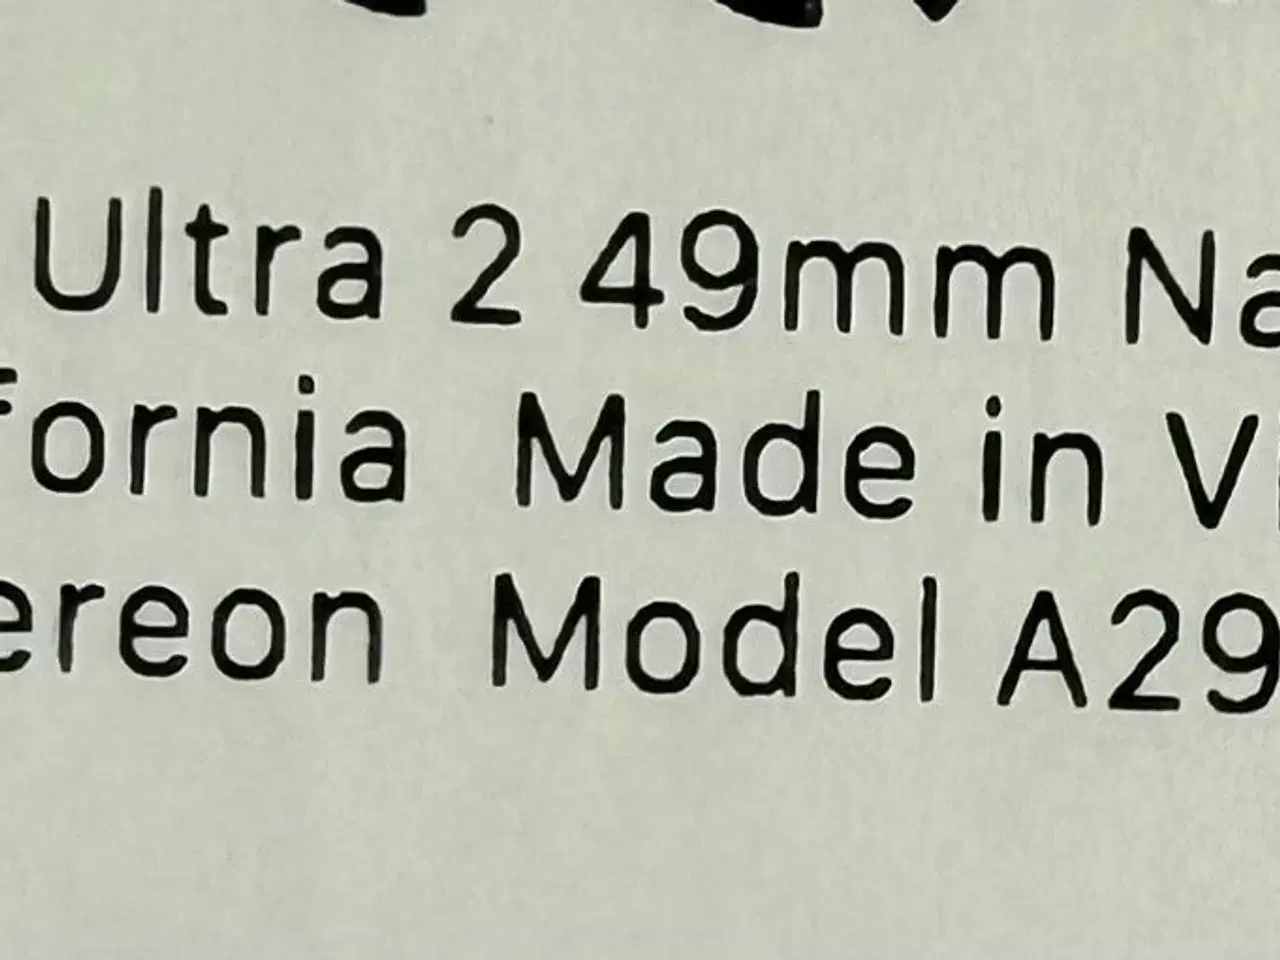 Ultra 2 49mm Na
fornia Made in V
ereon Model A29